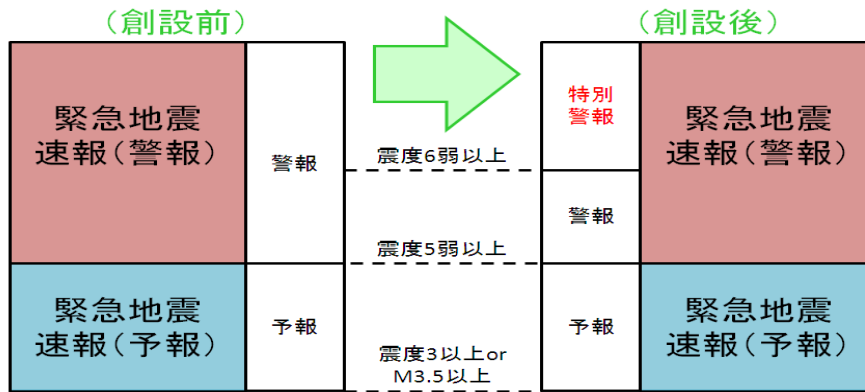 （創設前）
（創設後）
緊急地震
速報（警報）
警報
震度6弱以上
特別
警報
緊急地震
速報（警報）
警報
震度5弱以上
緊急地震
速報（予報）
予報
震度3以上or
M3.5以上
予報
緊急地震
速報（予報）